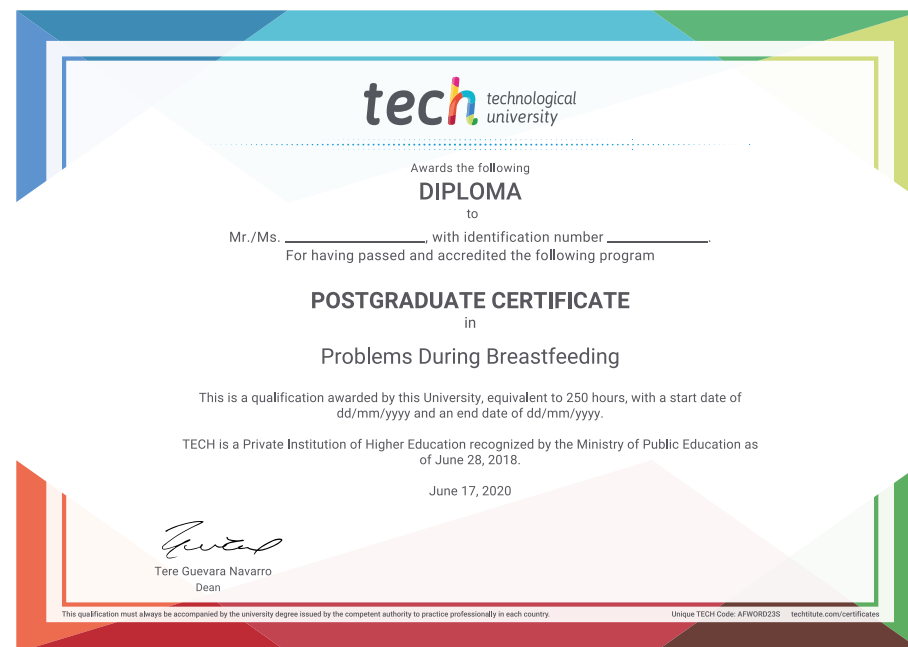 tech technological
university
Awards the following
DIPLOMA
to
Mr./Ms. ____________, with identification number ____________.
For having passed and accredited the following program
POSTGRADUATE CERTIFICATE
in
Problems During Breastfeeding
This is a qualification awarded by this University, equivalent to 250 hours, with a start date of
dd/mm/yyyy and an end date of dd/mm/yyyy.
TECH is a Private Institution of Higher Education recognized by the Ministry of Public Education as
of June 28, 2018.
June 17, 2020
Tere Guevara Navarro
Dean
This qualification must always be accompanied by the university degree issued by the competent authority to practice professionally in each country. Unique TECH Code: AFWORD23S techtitute.com/certificates